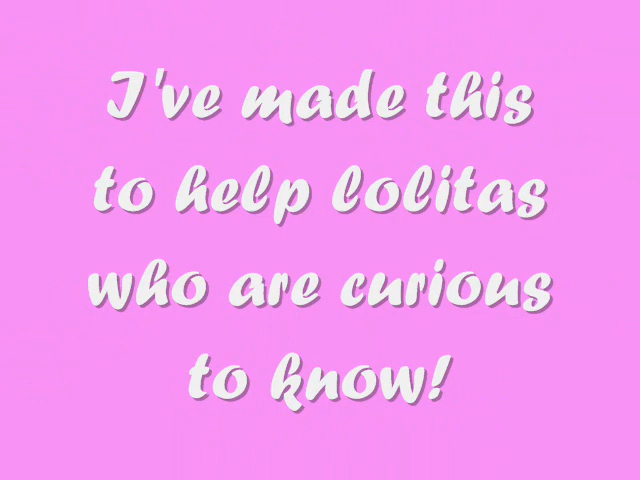 I've made this
to help lolitas
who are curious
to know!